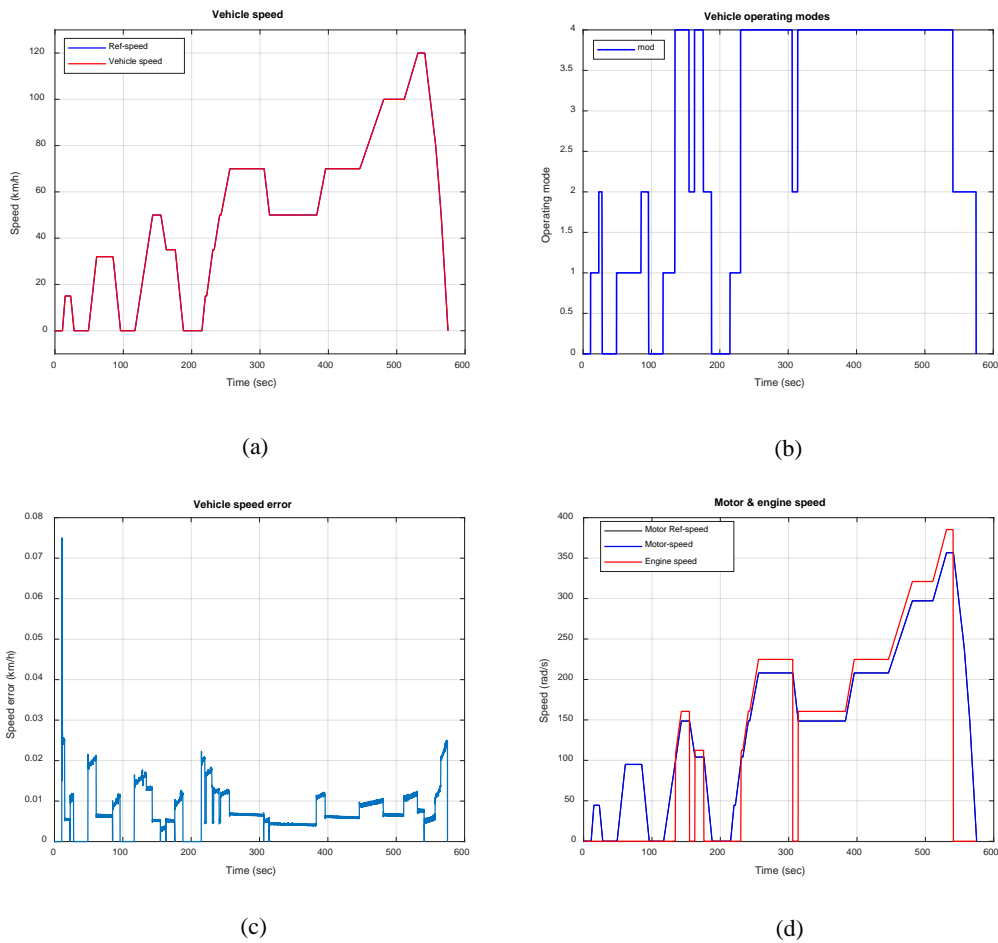 Vehicle speed
Ref-speed
Vehicle speed
120
100
80
60
40
20
0
Speed (km/h)
0 100 200 300 400 500 600
Time (sec)
(a)
Vehicle operating modes
mod
4
3.5
3
2.5
2
1.5
1
0.5
0
Operating mode
0 100 200 300 400 500 600
Time (sec)
(b)
Vehicle speed error
0.08
0.07
0.06
0.05
0.04
0.03
0.02
0.01
0
Speed error (km/h)
0 100 200 300 400 500 600
Time (sec)
(c)
Motor & engine speed
Motor Ref-speed
Motor-speed
Engine speed
400
350
300
250
200
150
100
50
0
Speed (rad/s)
0 100 200 300 400 500 600
Time (sec)
(d)